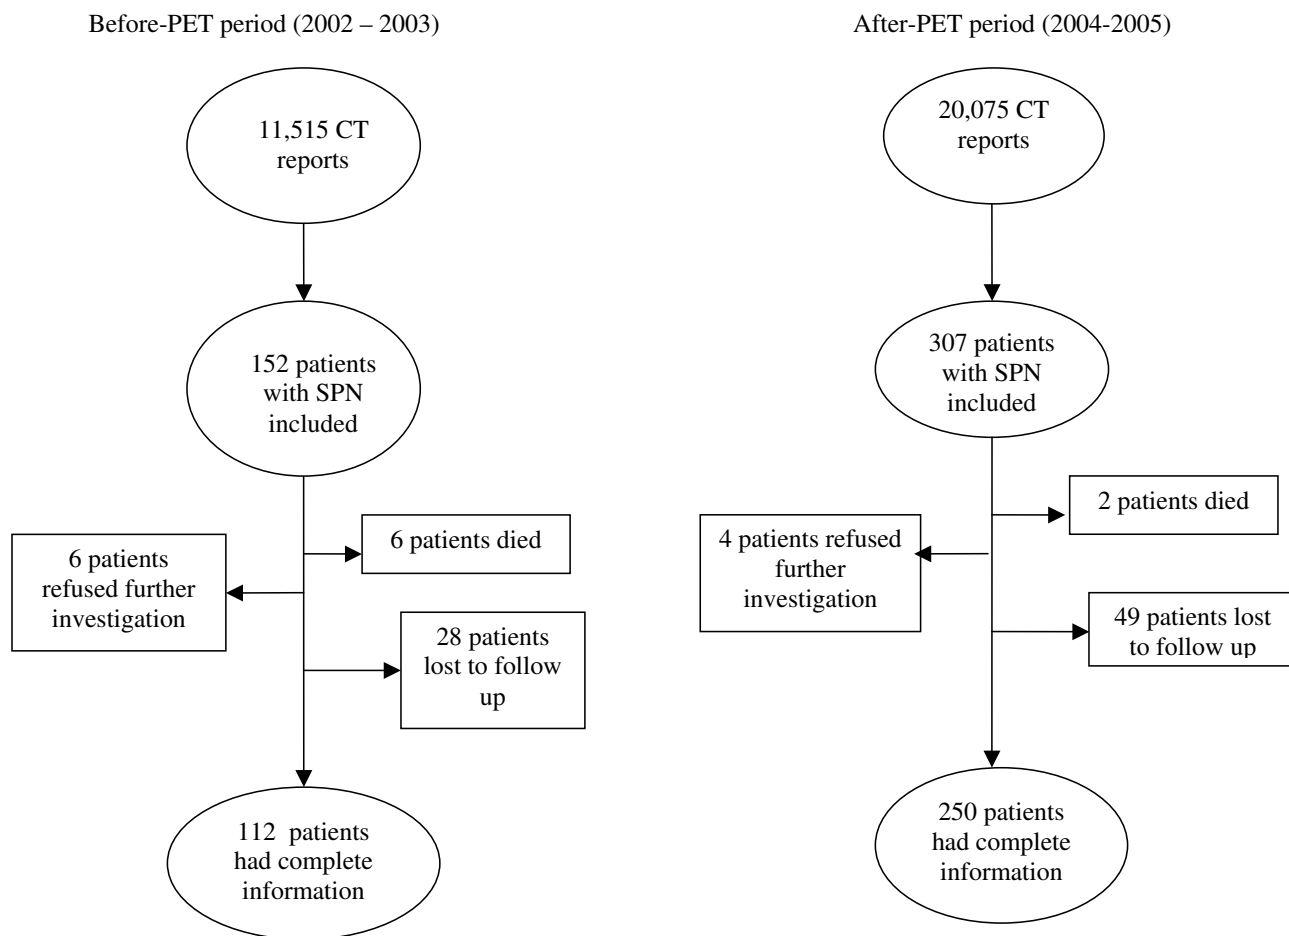 Before-PET period (2002 – 2003)
11,515 CT
reports
152 patients
with SPN
included
6 patients died
6 patients
refused further
investigation
28 patients
lost to follow
up
112 patients
had complete
information
After-PET period (2004-2005)
20,075 CT
reports
307 patients
with SPN
included
2 patients died
4 patients refused
further
investigation
49 patients lost
to follow up
250 patients
had complete
information